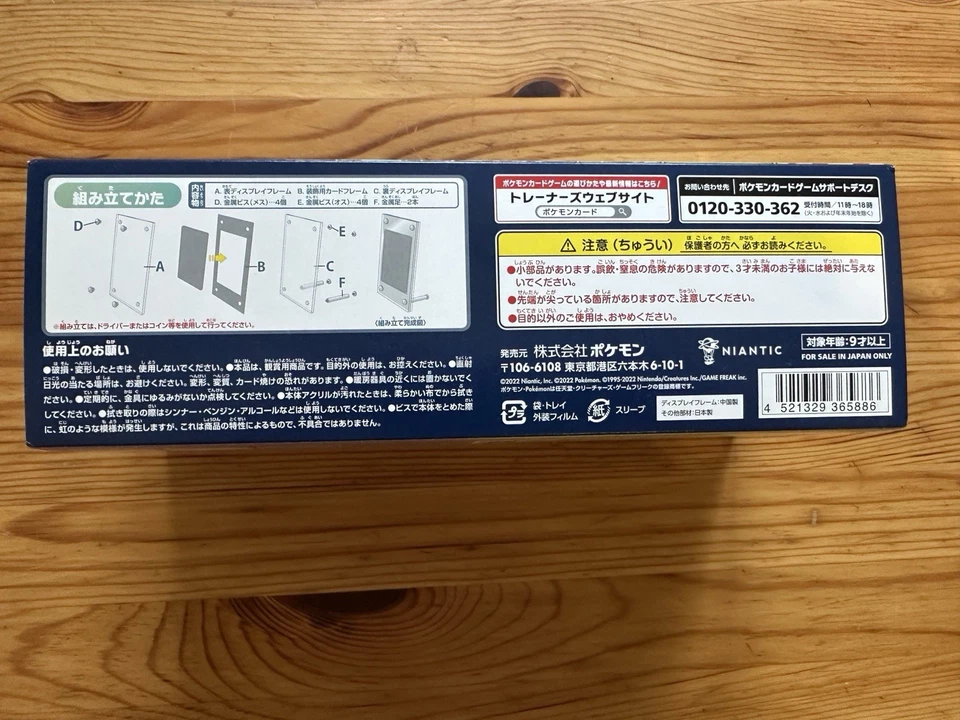 組み立てかた
内容物
A. 表ディスプレイフレーム B. 装飾用カードフレーム C. 裏ディスプレイフレーム
D. 金属ビス(メス)…4個 E. 金属ビス(オス)…4個 F. 金属足…2本
D
A
B
E
C
F
※組み立ては、ドライバーまたはコイン等を使用して行ってください。
〈組み立て完成図〉
使用上のお願い
●破損・変形したときは、使用しないでください。●本品は、観賞用商品です。目的外の使用は、お控えください。●直射
日光の当たる場所は、お避けください。変形、変質、カード焼けの恐れがあります。●暖房器具の近くには置かないでく
ださい。●定期的に、金具にゆるみがないか点検してください。●本体アクリルが汚れたときは、柔らかい布でから拭き
してください。●拭き取りの際はシンナー・ベンジン・アルコールなどは使用しないでください。●ビスで本体をとめた際
に、虹のような模様が発生しますが、これは商品の特性によるもので、不具合ではありません。
ポケモンカードゲームの遊びかたや最新情報はこちら!
トレーナーズウェブサイト
ポケモンカード
お問い合わせ先 ポケモンカードゲームサポートデスク
0120-330-362 受付時間/11時〜18時
(火・水および年末年始を除く)
注意(ちゅうい) 保護者の方へ 必ずお読みください。
●小部品があります。誤飲・窒息の危険がありますので、3才未満のお子様には絶対に与えな
いでください。
●先端が尖っている箇所がありますので、注意してください。
●目的以外のご使用は、おやめください。
発売元 株式会社ポケモン
〒106-6108 東京都港区六本木6-10-1
©2022 Niantic, Inc. ©2022 Pokémon. ©1995-2022 Nintendo/Creatures Inc./GAME FREAK inc.
ポケモン・Pokémonは任天堂・クリーチャーズ・ゲームフリークの登録商標です。
NIANTIC
対象年齢:9才以上
FOR SALE IN JAPAN ONLY
プラ
袋・トレイ
外装フィルム
紙
スリーブ
ディスプレイフレーム:中国製
その他部材:日本製
4 521329 365886